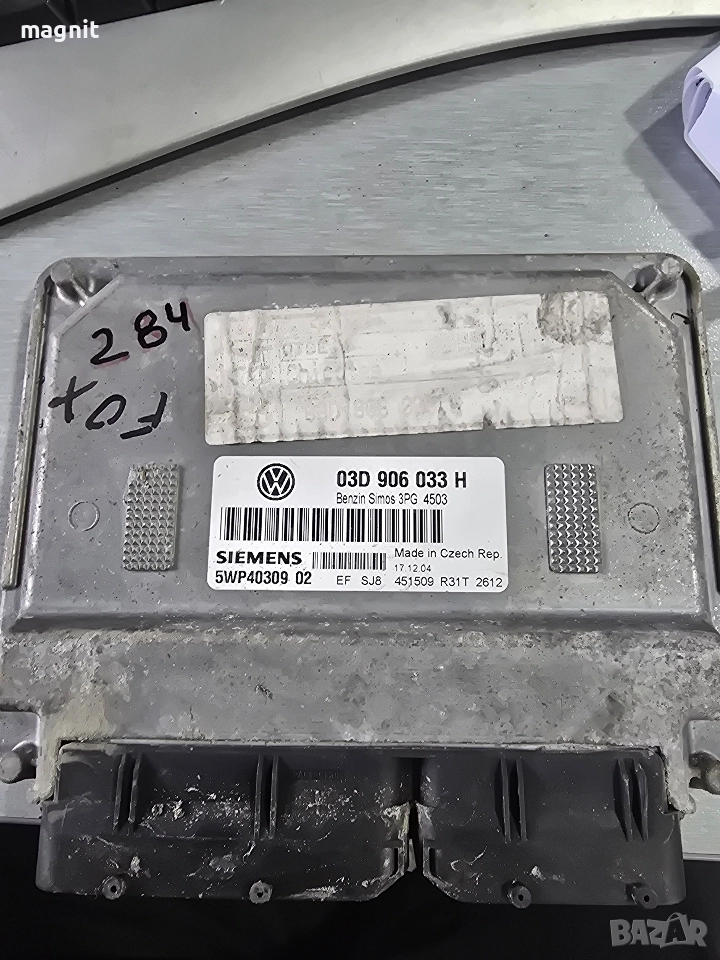 magnit
284
Fox
03D 906 033 H
Benzin Simos 3PG 4503
SIEMENS
Made in Czech Rep.
17.12.04
5WP40309 02
EF SJ8 451509 R31T 2612
BAZAR